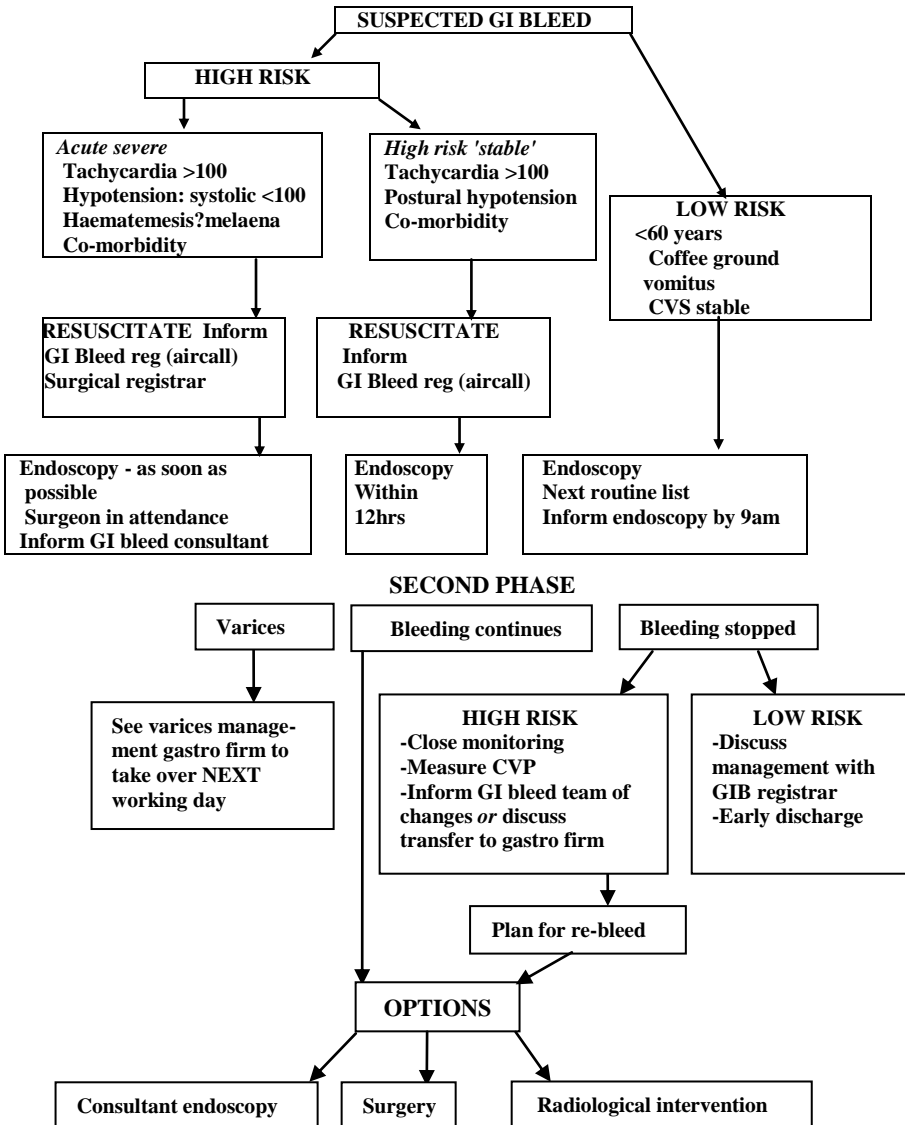 SUSPECTED GI BLEED
HIGH RISK
Acute severe
Tachycardia >100
Hypotension: systolic <100
Haematemesis?melaena
Co-morbidity
High risk 'stable'
Tachycardia >100
Postural hypotension
Co-morbidity
LOW RISK
<60 years
Coffee ground
vomitus
CVS stable
RESUSCITATE Inform
GI Bleed reg (aircall)
Surgical registrar
RESUSCITATE
Inform
GI Bleed reg (aircall)
Endoscopy - as soon as
possible
Surgeon in attendance
Inform GI bleed consultant
Endoscopy
Within
12hrs
Endoscopy
Next routine list
Inform endoscopy by 9am
SECOND PHASE
Varices
Bleeding continues
Bleeding stopped
See varices manage-
ment gastro firm to
take over NEXT
working day
HIGH RISK
-Close monitoring
-Measure CVP
-Inform GI bleed team of
changes or discuss
transfer to gastro firm
LOW RISK
-Discuss
management with
GIB registrar
-Early discharge
Plan for re-bleed
OPTIONS
Consultant endoscopy
Surgery
Radiological intervention